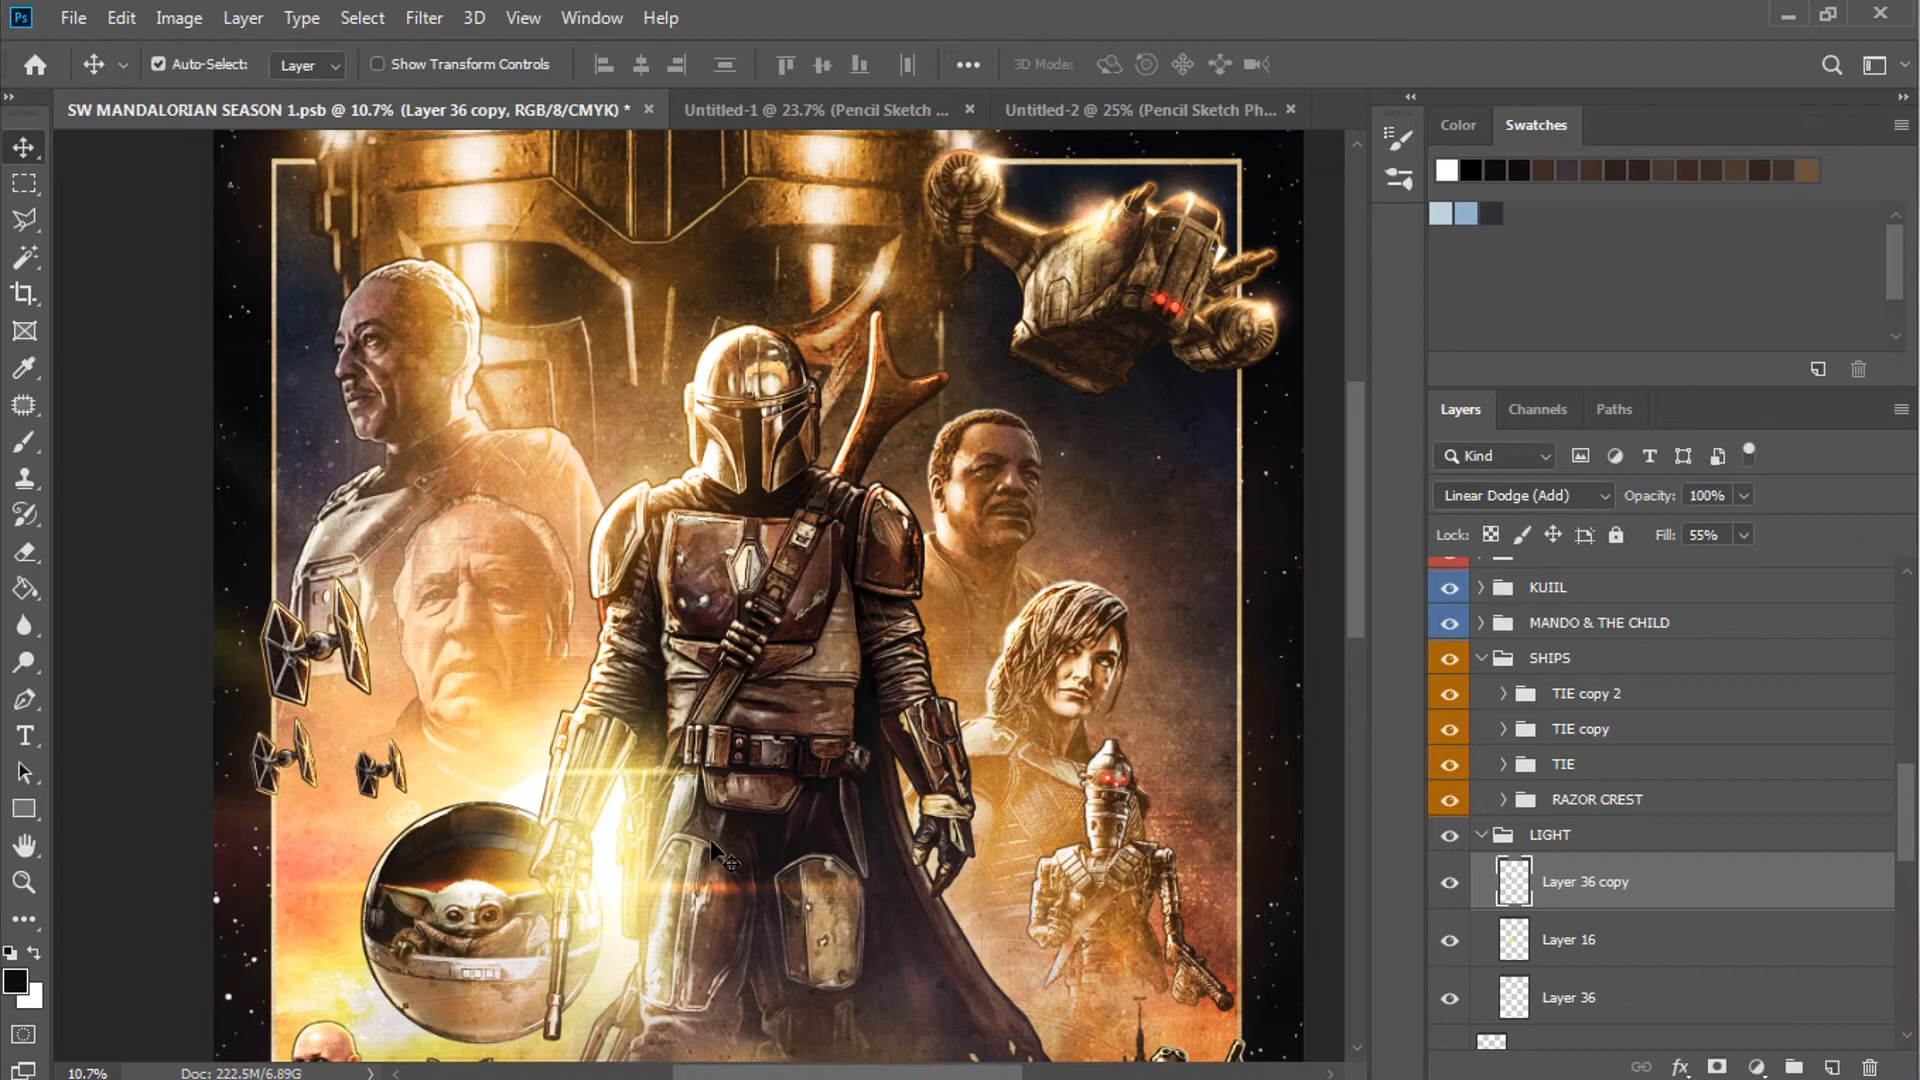 Ps File Edit Image Layer Type Select Filter 3D View Window Help
Auto-Select: Layer Show Transform Controls 3D Mode:
SW MANDALORIAN SEASON 1.psb @ 10.7% (Layer 36 copy, RGB/8/CMYK) * Untitled-1 @ 23.7% (Pencil Sketch ... Untitled-2 @ 25% (Pencil Sketch Ph...
Color Swatches
Layers Channels Paths
Kind
Linear Dodge (Add) Opacity: 100%
Lock: Fill: 55%
KUIIL
MANDO & THE CHILD
SHIPS
TIE copy 2
TIE copy
TIE
RAZOR CREST
LIGHT
Layer 36 copy
Layer 16
Layer 36
10.7% Doc: 222.5M/6.89G